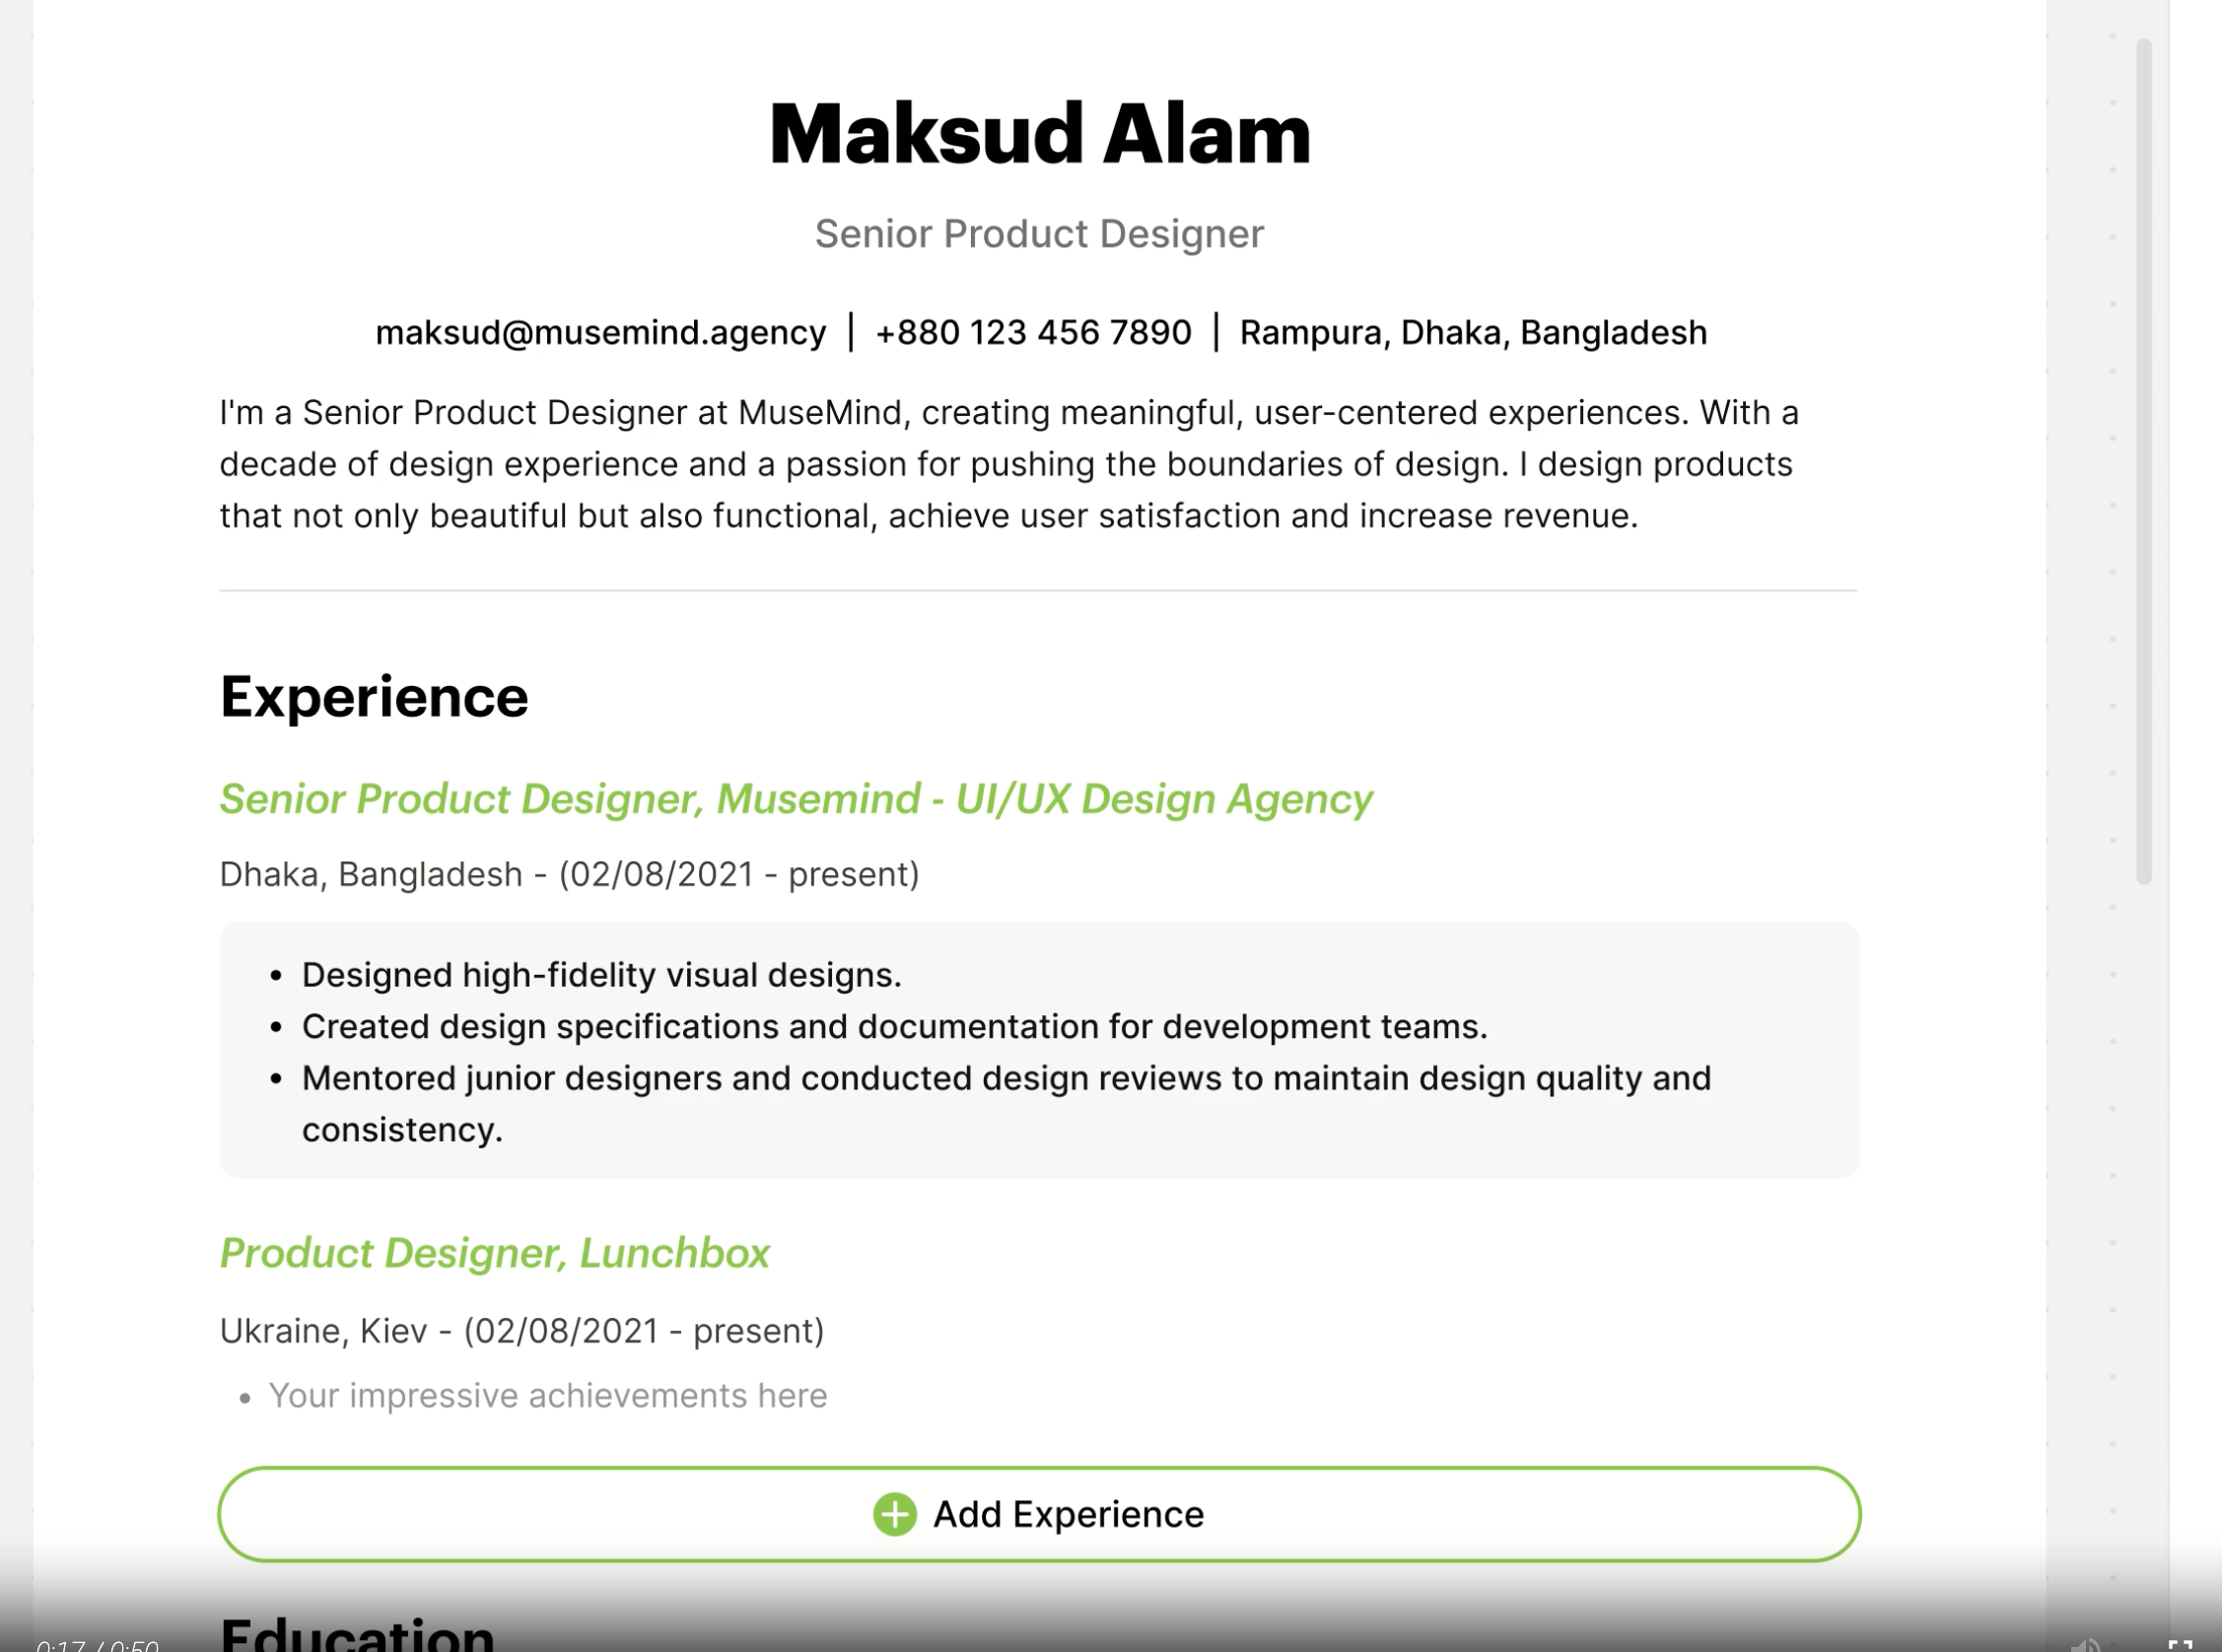 Maksud Alam
Senior Product Designer
maksud@musemind.agency | +880 123 456 7890 | Rampura, Dhaka, Bangladesh
I'm a Senior Product Designer at MuseMind, creating meaningful, user-centered experiences. With a
decade of design experience and a passion for pushing the boundaries of design. I design products
that not only beautiful but also functional, achieve user satisfaction and increase revenue.
Experience
Senior Product Designer, Musemind - UI/UX Design Agency
Dhaka, Bangladesh - (02/08/2021 - present)
• Designed high-fidelity visual designs.
• Created design specifications and documentation for development teams.
• Mentored junior designers and conducted design reviews to maintain design quality and
consistency.
Product Designer, Lunchbox
Ukraine, Kiev - (02/08/2021 - present)
• Your impressive achievements here
Add Experience
Education
0:17 / 0:50